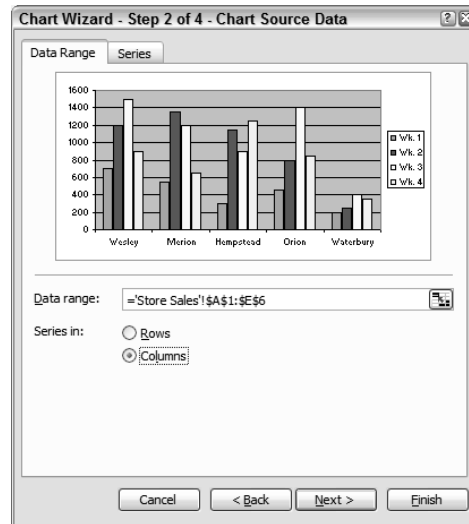 Chart Wizard - Step 2 of 4 - Chart Source Data
Data Range Series
1600
1400
1200
1000
800
600
400
200
0
Wesley Merion Hempstead Orion Waterbury
Wk. 1
Wk. 2
Wk. 3
Wk. 4
Data range: ='Store Sales'!$A$1:$E$6
Series in: Rows
Columns
Cancel < Back Next > Finish